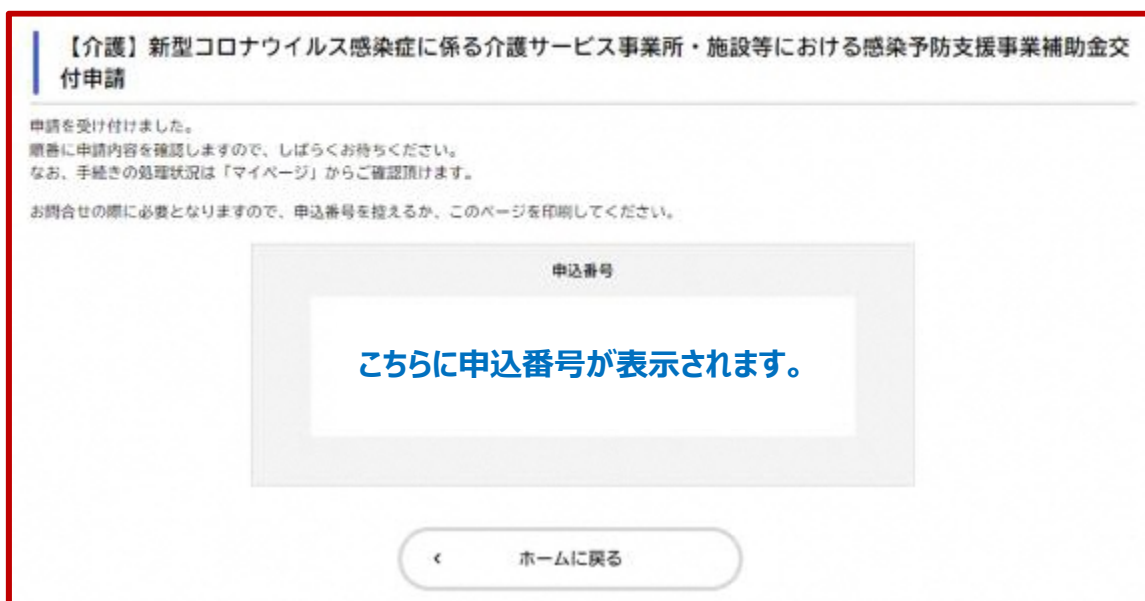 【介護】新型コロナウイルス感染症に係る介護サービス事業所・施設等における感染予防支援事業補助金交
付申請
申請を受け付けました。
順番に申請内容を確認しますので、しばらくお待ちください。
なお、手続きの処理状況は「マイページ」からご確認頂けます。
お問合せの際に必要となりますので、申込番号を控えるか、このページを印刷してください。
申込番号
こちらに申込番号が表示されます。
‹ ホームに戻る